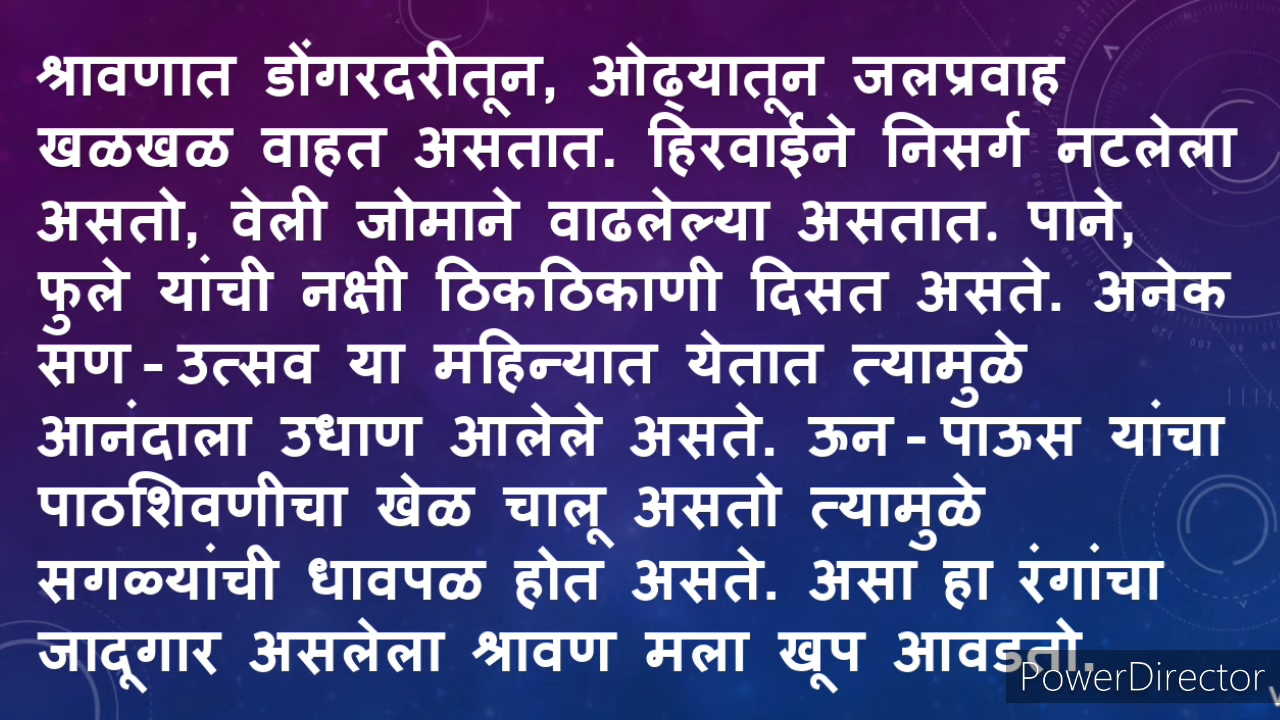 श्रावणात डोंगरदरीतून, ओढ्यातून जलप्रवाह
खळखळ वाहत असतात. हिरवाईने निसर्ग नटलेला
असतो, वेली जोमाने वाढलेल्या असतात. पाने,
फुले यांची नक्षी ठिकठिकाणी दिसत असते. अनेक
सण - उत्सव या महिन्यात येतात त्यामुळे
आनंदाला उधाण आलेले असते. ऊन - पाऊस यांचा
पाठशिवणीचा खेळ चालू असतो त्यामुळे
सगळ्यांची धावपळ होत असते. असा हा रंगांचा
जादूगार असलेला श्रावण मला खूप आवडतो.
PowerDirector